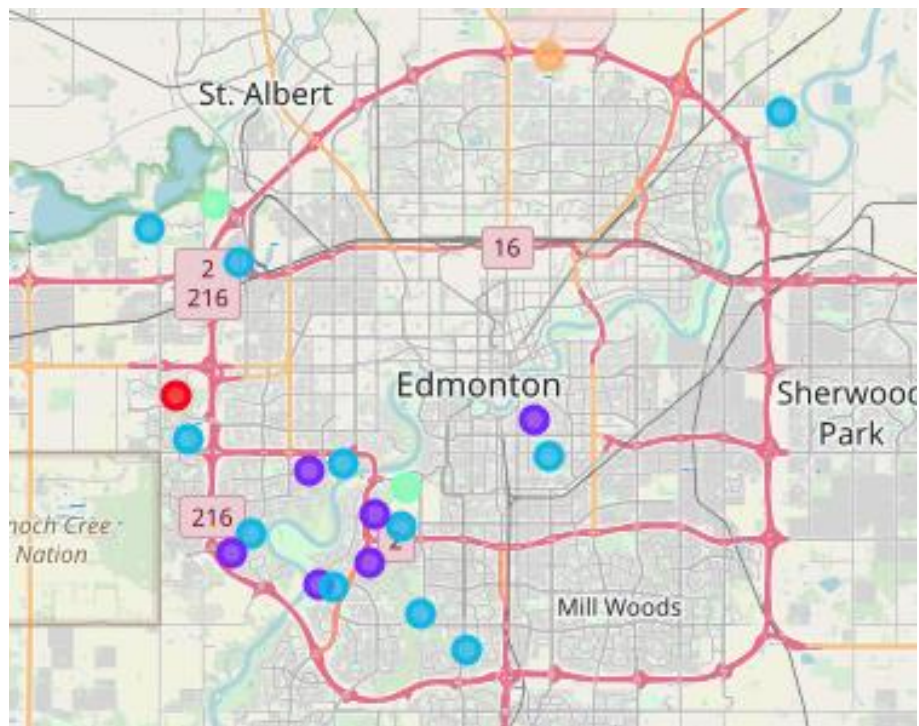 St. Albert
16
2
216
Edmonton
Sherwood
Park
216
noch Cree
Nation
2
Mill Woods